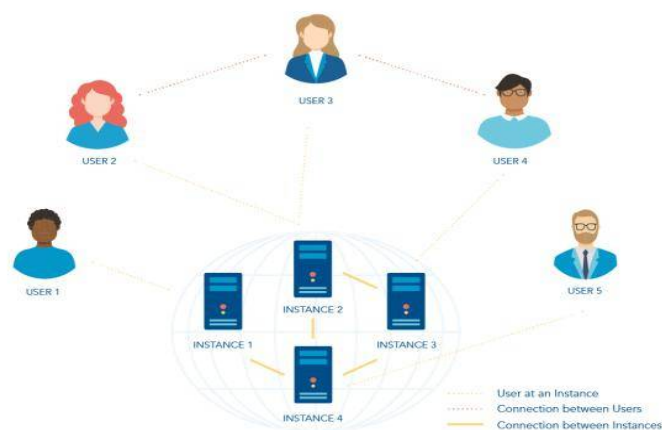 USER 3
USER 2
USER 4
USER 1
USER 5
INSTANCE 2
INSTANCE 1
INSTANCE 3
INSTANCE 4
User at an Instance
Connection between Users
Connection between Instances